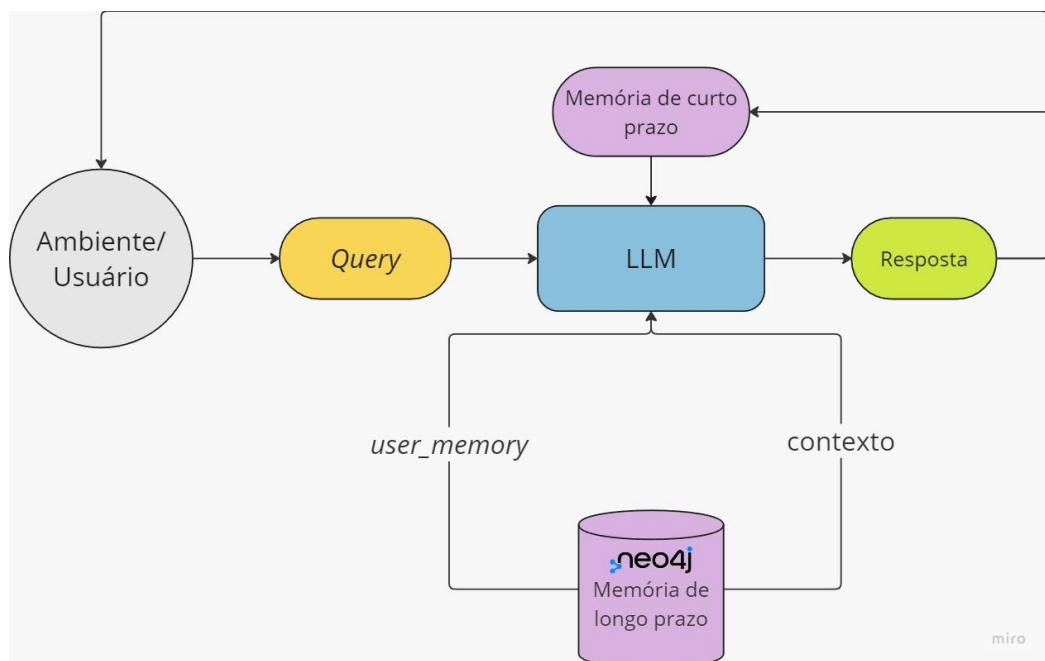 Memória de curto
prazo
Ambiente/
Usuário
Query
LLM
Resposta
user_memory
contexto
neo4j
Memória de
longo prazo
miro